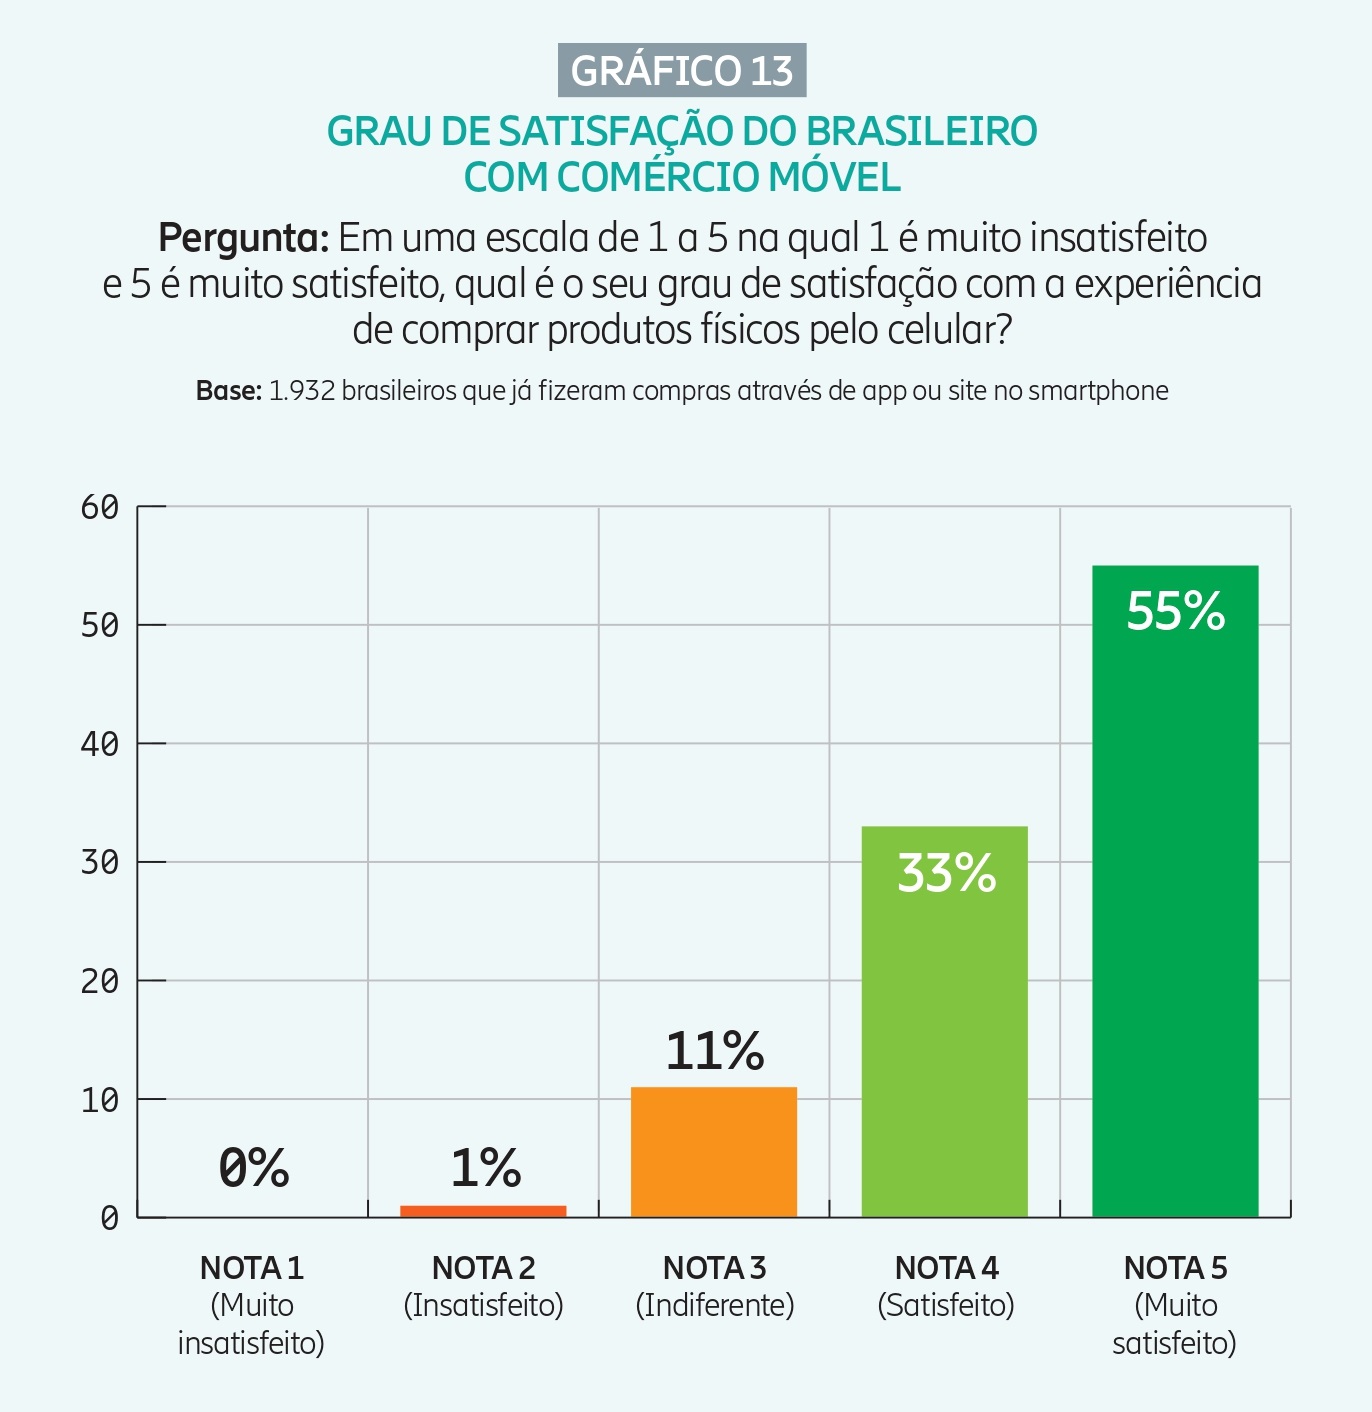 GRÁFICO 13
GRAU DE SATISFAÇÃO DO BRASILEIRO
COM COMÉRCIO MÓVEL
Pergunta: Em uma escala de 1 a 5 na qual 1 é muito insatisfeito
e 5 é muito satisfeito, qual é o seu grau de satisfação com a experiência
de comprar produtos físicos pelo celular?
Base: 1.932 brasileiros que já fizeram compras através de app ou site no smartphone
60
50
40
30
20
10
0
0%
1%
11%
33%
55%
NOTA 1
(Muito
insatisfeito)
NOTA 2
(Insatisfeito)
NOTA 3
(Indiferente)
NOTA 4
(Satisfeito)
NOTA 5
(Muito
satisfeito)